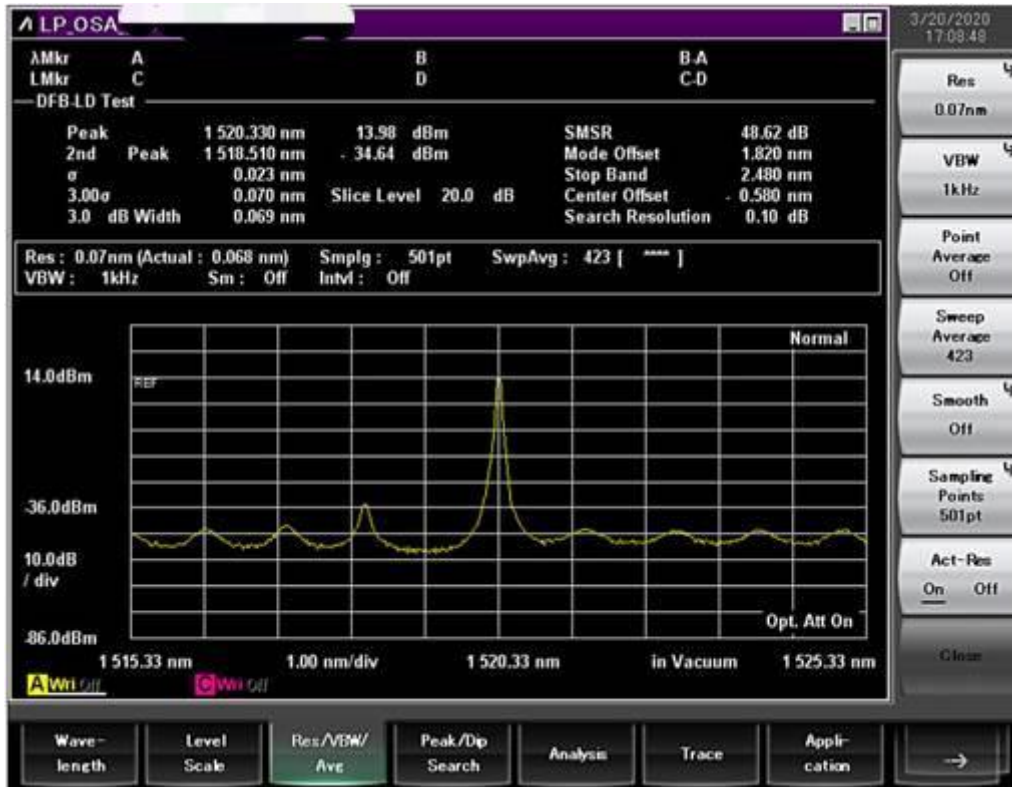 LP_OSA_
3/20/2020
17:08:48
λMkr A B B-A
LMkr C D C-D
DFB-LD Test
Peak 1 520.330 nm 13.98 dBm SMSR 48.62 dB
2nd Peak 1 518.510 nm - 34.64 dBm Mode Offset 1.820 nm
σ 0.023 nm Stop Band 2.480 nm
3.00σ 0.070 nm Slice Level 20.0 dB Center Offset - 0.580 nm
3.0 dB Width 0.069 nm Search Resolution 0.10 dB
Res : 0.07nm (Actual : 0.068 nm) Smplg : 501pt SwpAvg : 423 [ **** ]
VBW : 1kHz Sm : Off Intvl : Off
Normal
14.0dBm
REF
-36.0dBm
10.0dB
/ div
-86.0dBm
Opt. Att On
1 515.33 nm 1.00 nm/div 1 520.33 nm in Vacuum 1 525.33 nm
A Wri Off C Wri Off
Res
0.07nm
VBW
1kHz
Point
Average
Off
Sweep
Average
423
Smooth
Off
Sampling
Points
501pt
Act-Res
On Off
Close
Wave-
length
Level
Scale
Res/VBW/
Avg
Peak/Dip
Search
Analysis
Trace
Appli-
cation
→